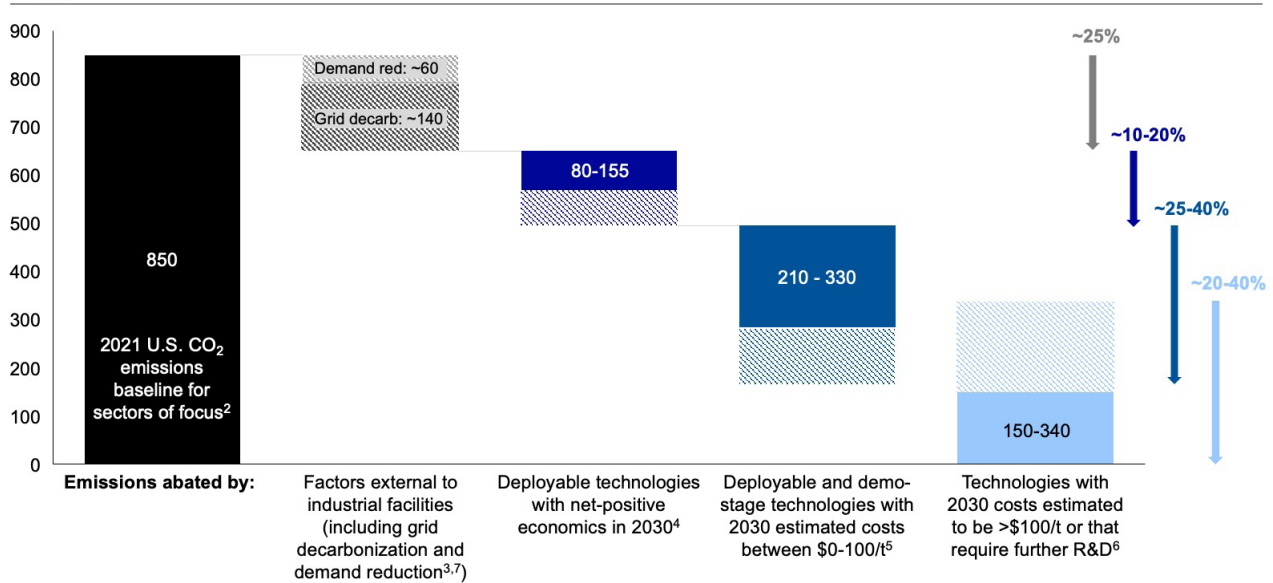 900
800
700
600
500
400
300
200
100
0
850
2021 U.S. CO₂
emissions
baseline for
sectors of focus²
Demand red: ~60
Grid decarb: ~140
80-155
210 - 330
150-340
~25%
~10-20%
~25-40%
~20-40%
Emissions abated by:
Factors external to
industrial facilities
(including grid
decarbonization and
demand reduction³,⁷)
Deployable technologies
with net-positive
economics in 2030⁴
Deployable and demo-
stage technologies with
2030 estimated costs
between $0-100/t⁵
Technologies with
2030 costs estimated
to be >$100/t or that
require further R&D⁶